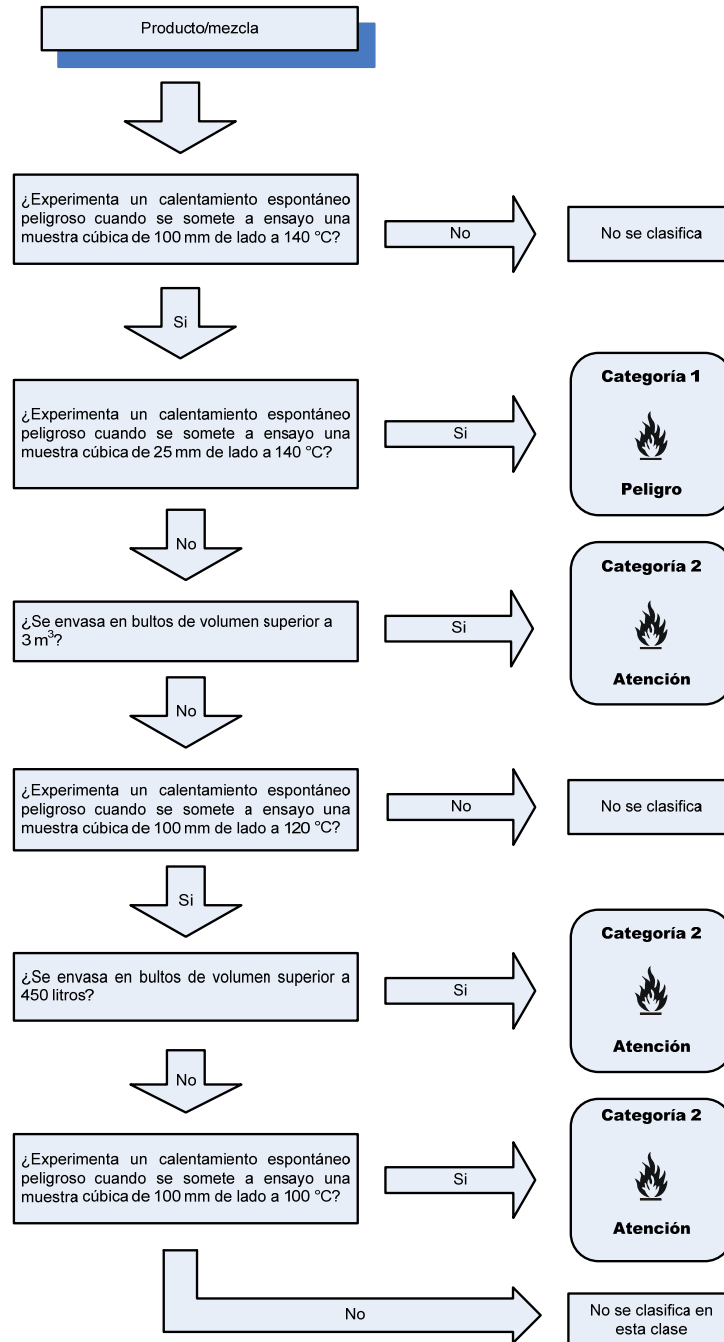 Producto/mezcla
¿Experimenta un calentamiento espontáneo
peligroso cuando se somete a ensayo una
muestra cúbica de 100 mm de lado a 140 °C?
No
No se clasifica
Si
¿Experimenta un calentamiento espontáneo
peligroso cuando se somete a ensayo una
muestra cúbica de 25 mm de lado a 140 °C?
Si
Categoría 1
Peligro
No
¿Se envasa en bultos de volumen superior a
3 m³?
Si
Categoría 2
Atención
No
¿Experimenta un calentamiento espontáneo
peligroso cuando se somete a ensayo una
muestra cúbica de 100 mm de lado a 120 °C?
No
No se clasifica
Si
¿Se envasa en bultos de volumen superior a
450 litros?
Si
Categoría 2
Atención
No
¿Experimenta un calentamiento espontáneo
peligroso cuando se somete a ensayo una
muestra cúbica de 100 mm de lado a 100 °C?
Si
Categoría 2
Atención
No
No se clasifica en
esta clase